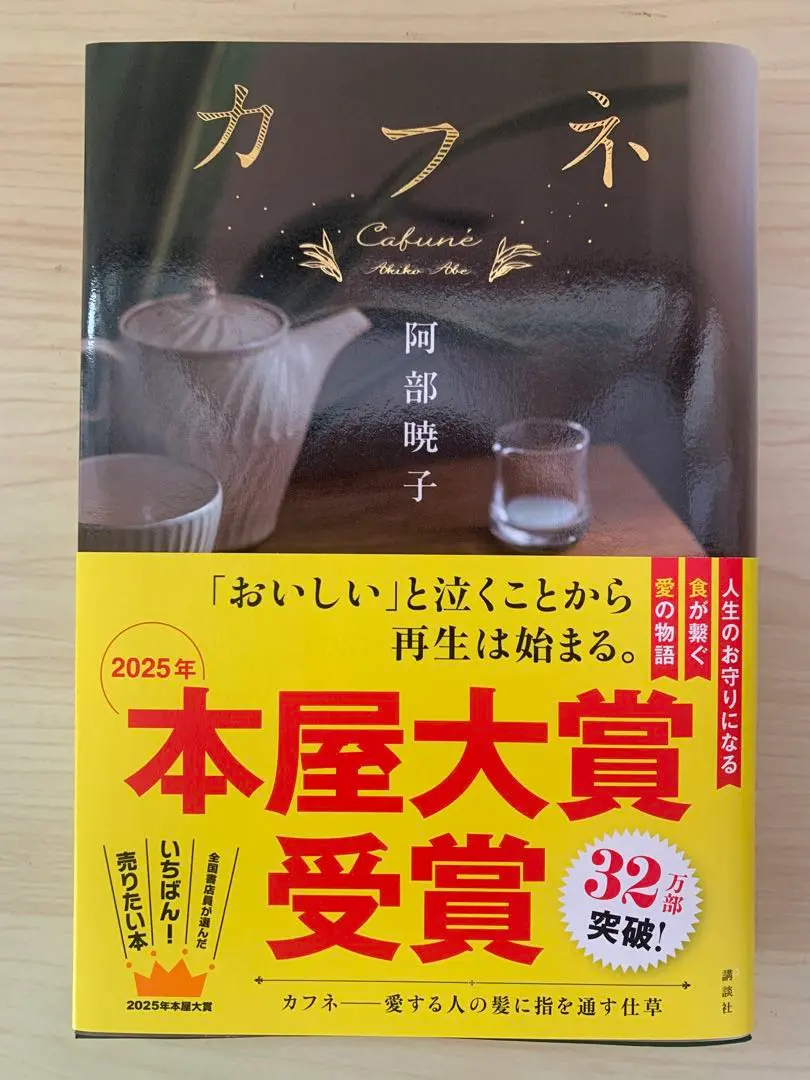 カフネ
Cafuné
Akiko Abe
阿部暁子
「おいしい」と泣くことから
再生は始まる。
人生のお守りになる
食が繋ぐ
愛の物語
2025年
本屋大賞
受賞
全国書店員が選んだ
いちばん!
売りたい本
2025年本屋大賞
32万部
突破!
カフネ──愛する人の髪に指を通す仕草
講談社